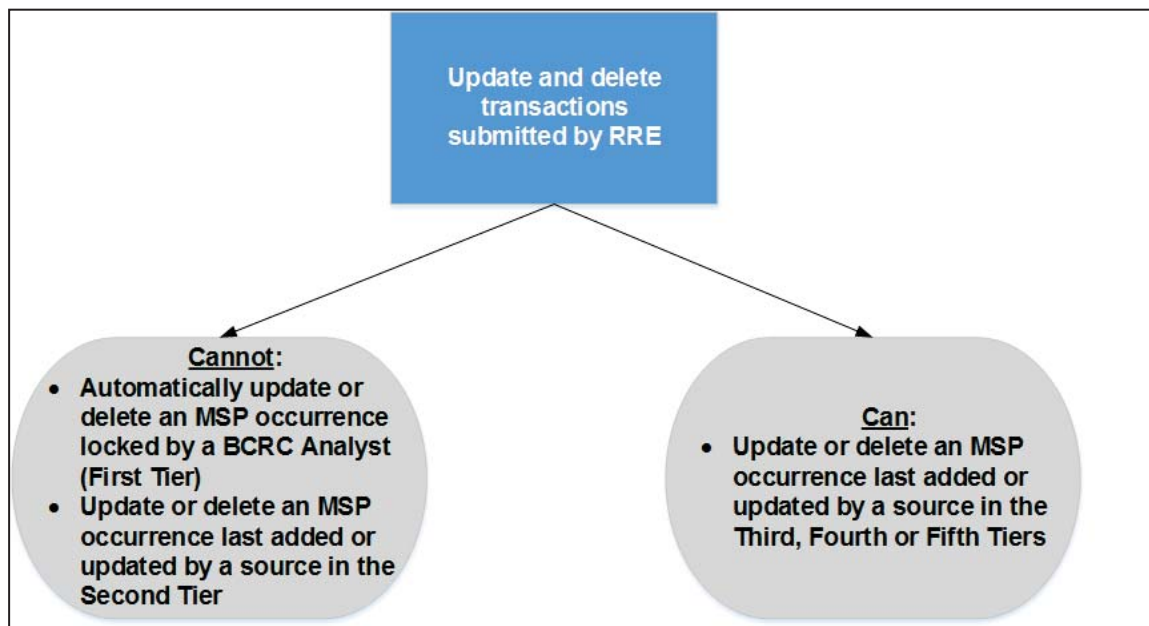 Update and delete
transactions
submitted by RRE
Cannot:
• Automatically update or
delete an MSP occurrence
locked by a BCRC Analyst
(First Tier)
• Update or delete an MSP
occurrence last added or
updated by a source in the
Second Tier
Can:
• Update or delete an MSP
occurrence last added or
updated by a source in the
Third, Fourth or Fifth Tiers